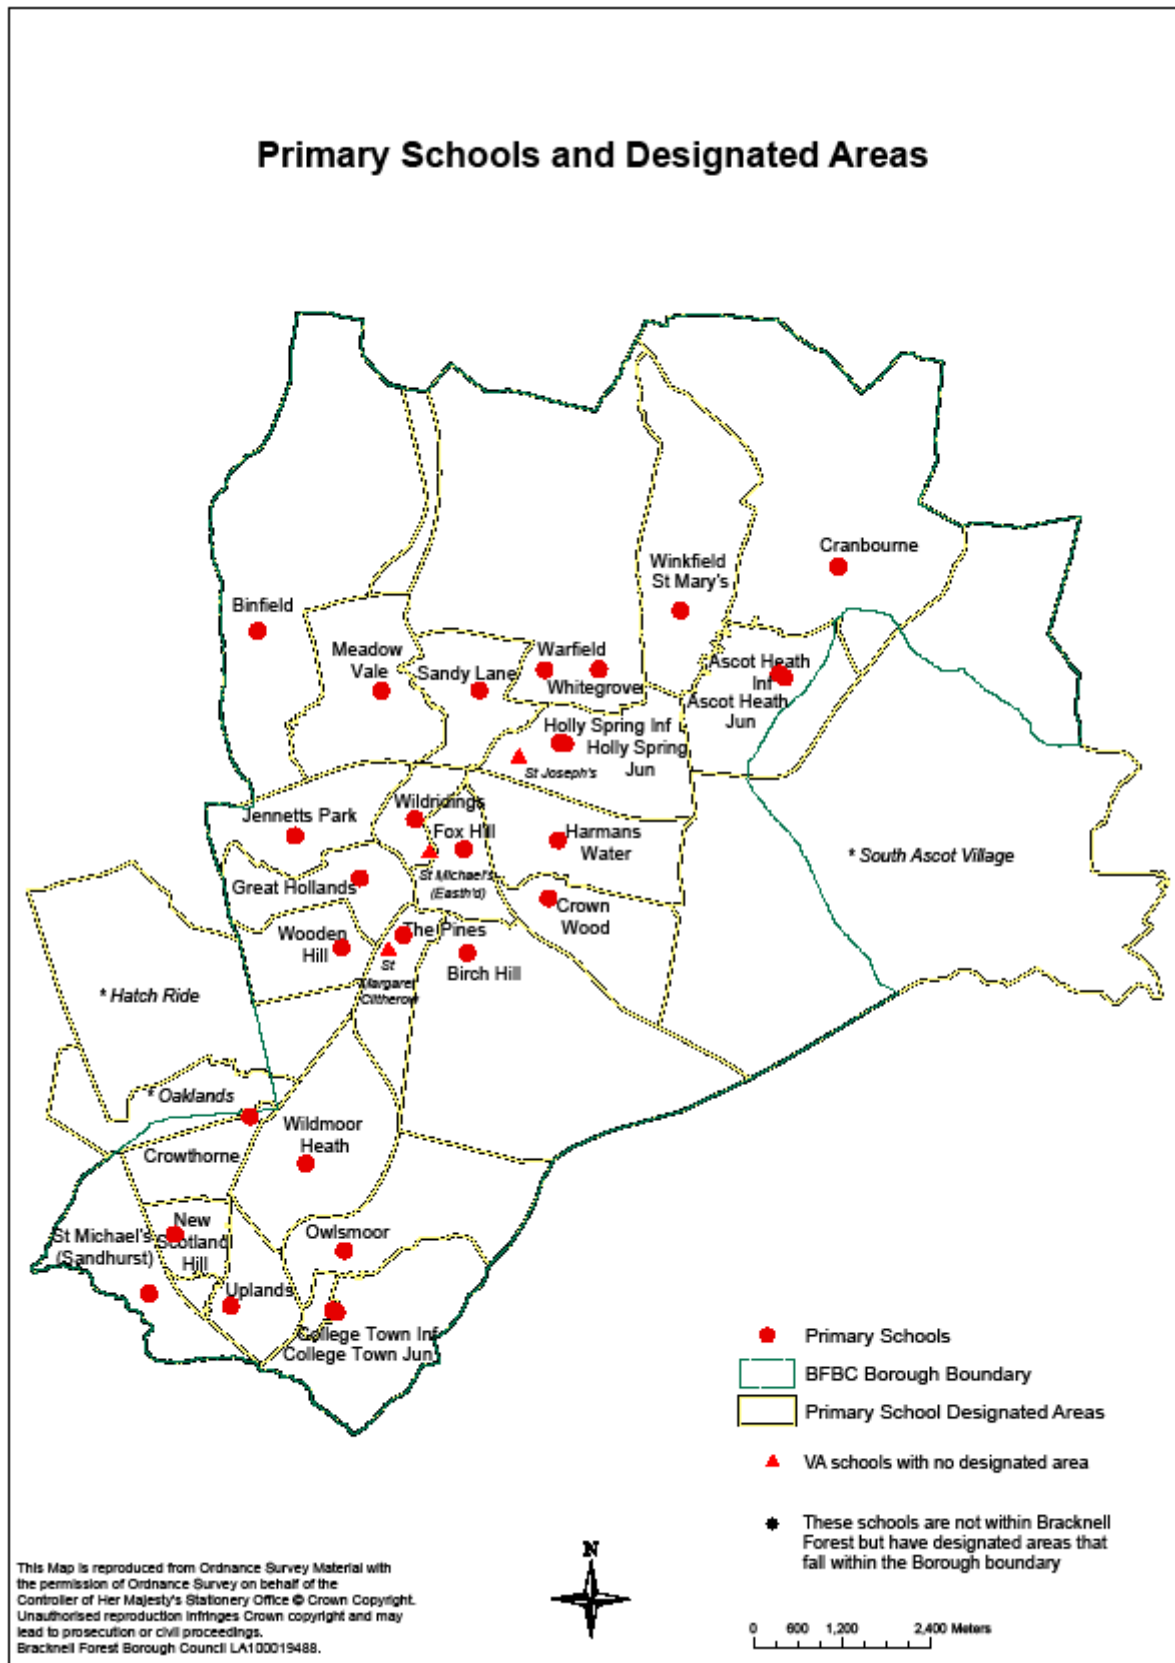 Primary Schools and Designated Areas
Cranbourne
Winkfield
St Mary's
Binfield
Meadow
Vale
Sandy Lane
Warfield
Whitegrove
Ascot Heath
Inf
Ascot Heath
Jun
Holly Spring Inf
Holly Spring
Jun
St Joseph's
Wildridings
Jennetts Park
Fox Hill
Harmans
Water
* South Ascot Village
St Michael's
(Easth'd)
Great Hollands
Crown
Wood
Wooden
Hill
The Pines
Birch Hill
St
Margaret
Clitherow
* Hatch Ride
* Oaklands
Wildmoor
Heath
Crowthorne
New
Scotland
Hill
St Michael's
(Sandhurst)
Owlsmoor
Uplands
College Town Inf
College Town Jun
Primary Schools
BFBC Borough Boundary
Primary School Designated Areas
VA schools with no designated area
These schools are not within Bracknell
Forest but have designated areas that
fall within the Borough boundary
N
0 600 1,200 2,400 Meters
This Map is reproduced from Ordnance Survey Material with
the permission of Ordnance Survey on behalf of the
Controller of Her Majesty's Stationery Office © Crown Copyright.
Unauthorised reproduction infringes Crown copyright and may
lead to prosecution or civil proceedings.
Bracknell Forest Borough Council LA100019488.